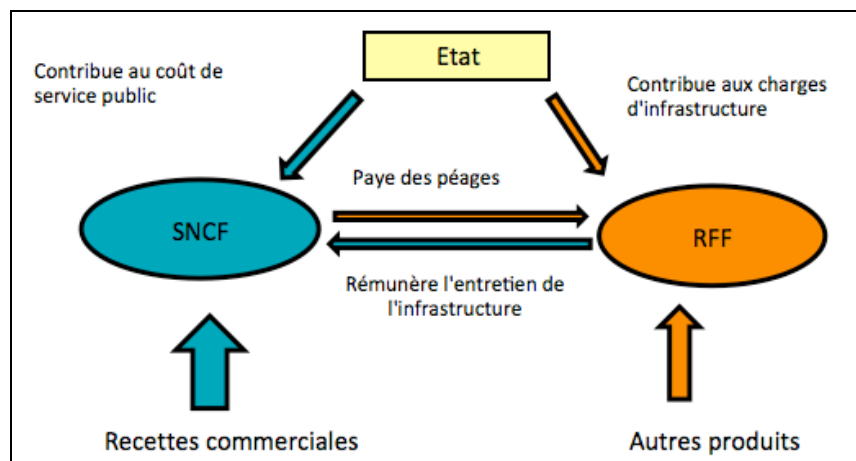 Etat
Contribue au coût de
service public
Contribue aux charges
d'infrastructure
Paye des péages
SNCF
RFF
Rémunère l'entretien de
l'infrastructure
Recettes commerciales
Autres produits